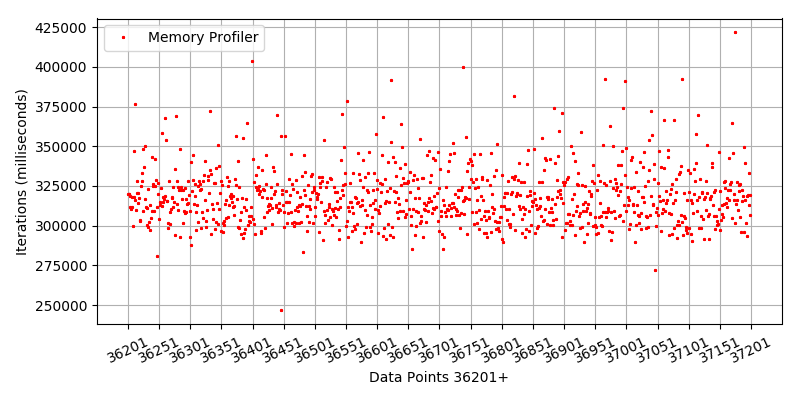 Memory Profiler
425000
400000
375000
350000
325000
300000
275000
250000
Iterations (milliseconds)
36201 36251 36301 36351 36401 36451 36501 36551 36601 36651 36701 36751 36801 36851 36901 36951 37001 37051 37101 37151 37201
Data Points 36201+